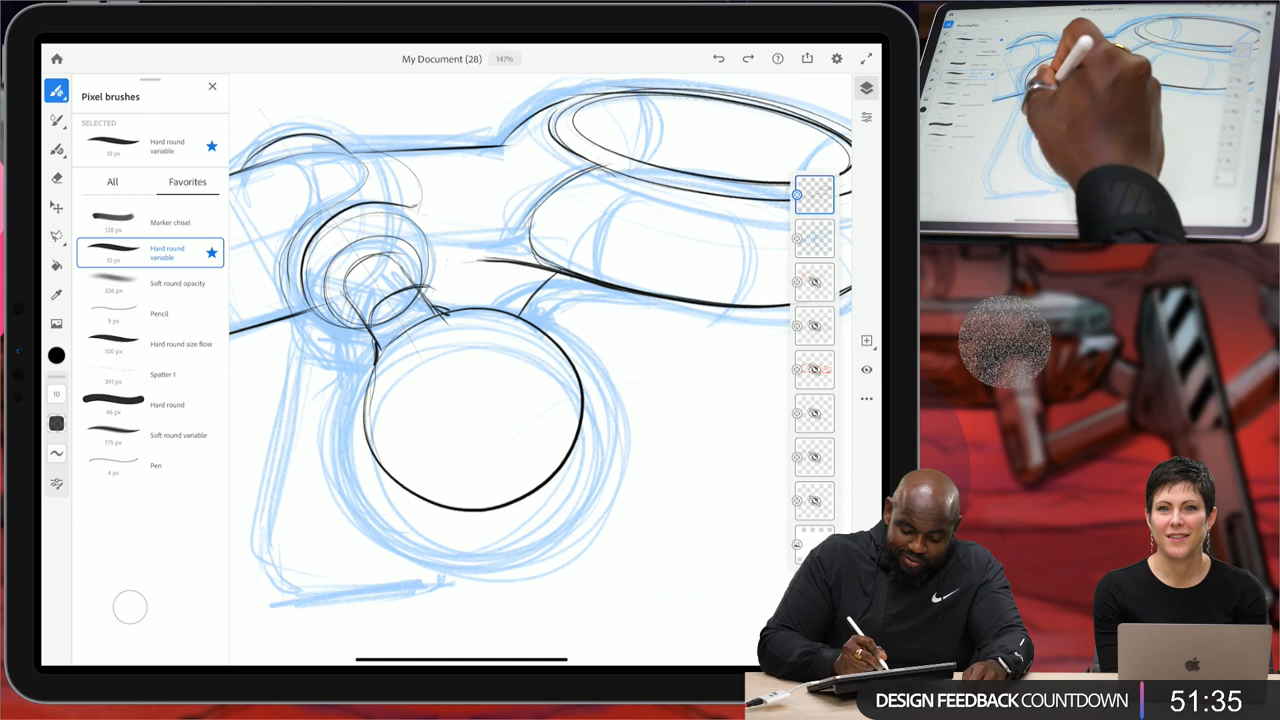 My Document (28)
147%
Pixel brushes
SELECTED
Hard round
variable
10 px
All
Favorites
Marker chisel
128 px
Hard round
variable
10 px
Soft round opacity
326 px
Pencil
9 px
Hard round size flow
100 px
Spatter 1
391 px
Hard round
46 px
Soft round variable
175 px
Pen
4 px
10
DESIGN FEEDBACK COUNTDOWN
51:35